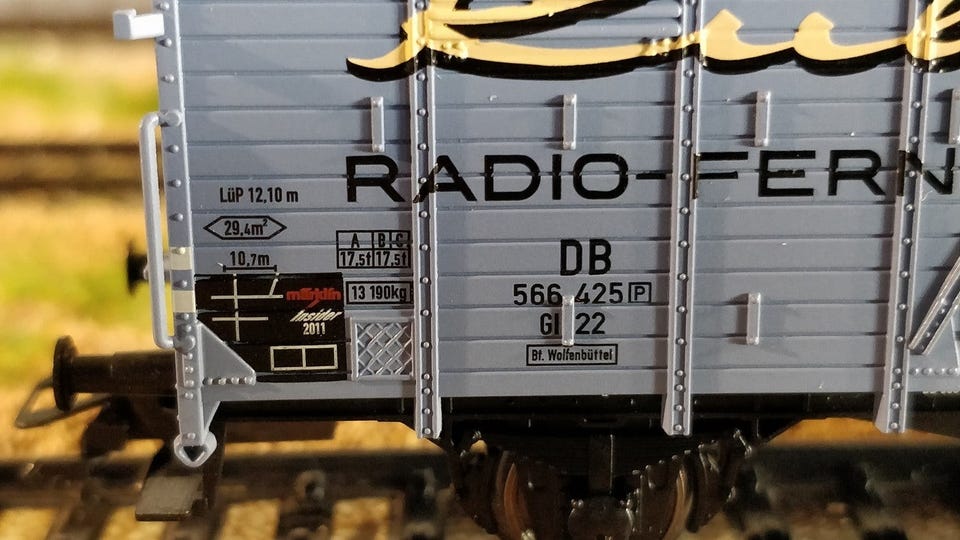 RADIO-FERN
LüP 12,10 m
29,4m²
10,7m
A B C
17,5t 17,5t
märklin
Insider
2011
13 190kg
DB
566 425 P
Gl 22
Bf. Wolfenbüttel